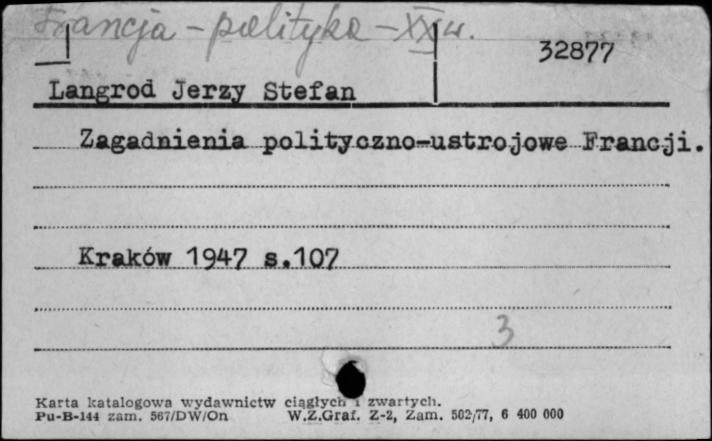 Francja - polityka - XX w.
32877
Langrod Jerzy Stefan
Zagadnienia polityczno-ustrojowe Francji.
Kraków 1947 s.107
3
Karta katalogowa wydawnictw ciągłych i zwartych.
Pu-B-144 zam. 567/DW/On W.Z.Graf. Z-2, Zam. 502/77, 6 400 000